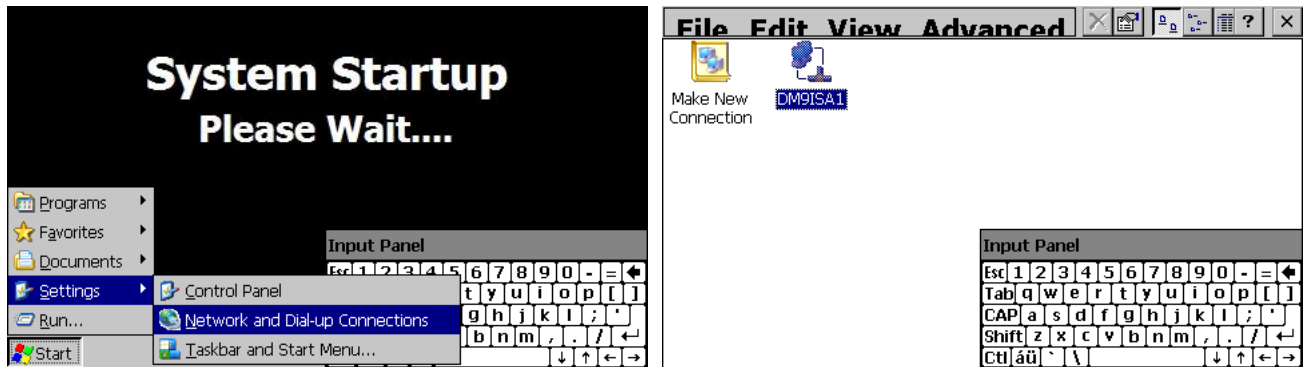 System Startup
Please Wait....
Programs
Favorites
Documents
Settings
Run...
Start
Control Panel
Network and Dial-up Connections
Taskbar and Start Menu...
Input Panel
Esc 1 2 3 4 5 6 7 8 9 0 - =
t y u i o p [ ]
g h j k l ; '
b n m , . /
File Edit View Advanced ?
Make New
Connection
DM9ISA1
Input Panel
Esc 1 2 3 4 5 6 7 8 9 0 - =
Tab q w e r t y u i o p [ ]
CAP a s d f g h j k l ; '
Shift z x c v b n m , . /
Ctl áü ` \